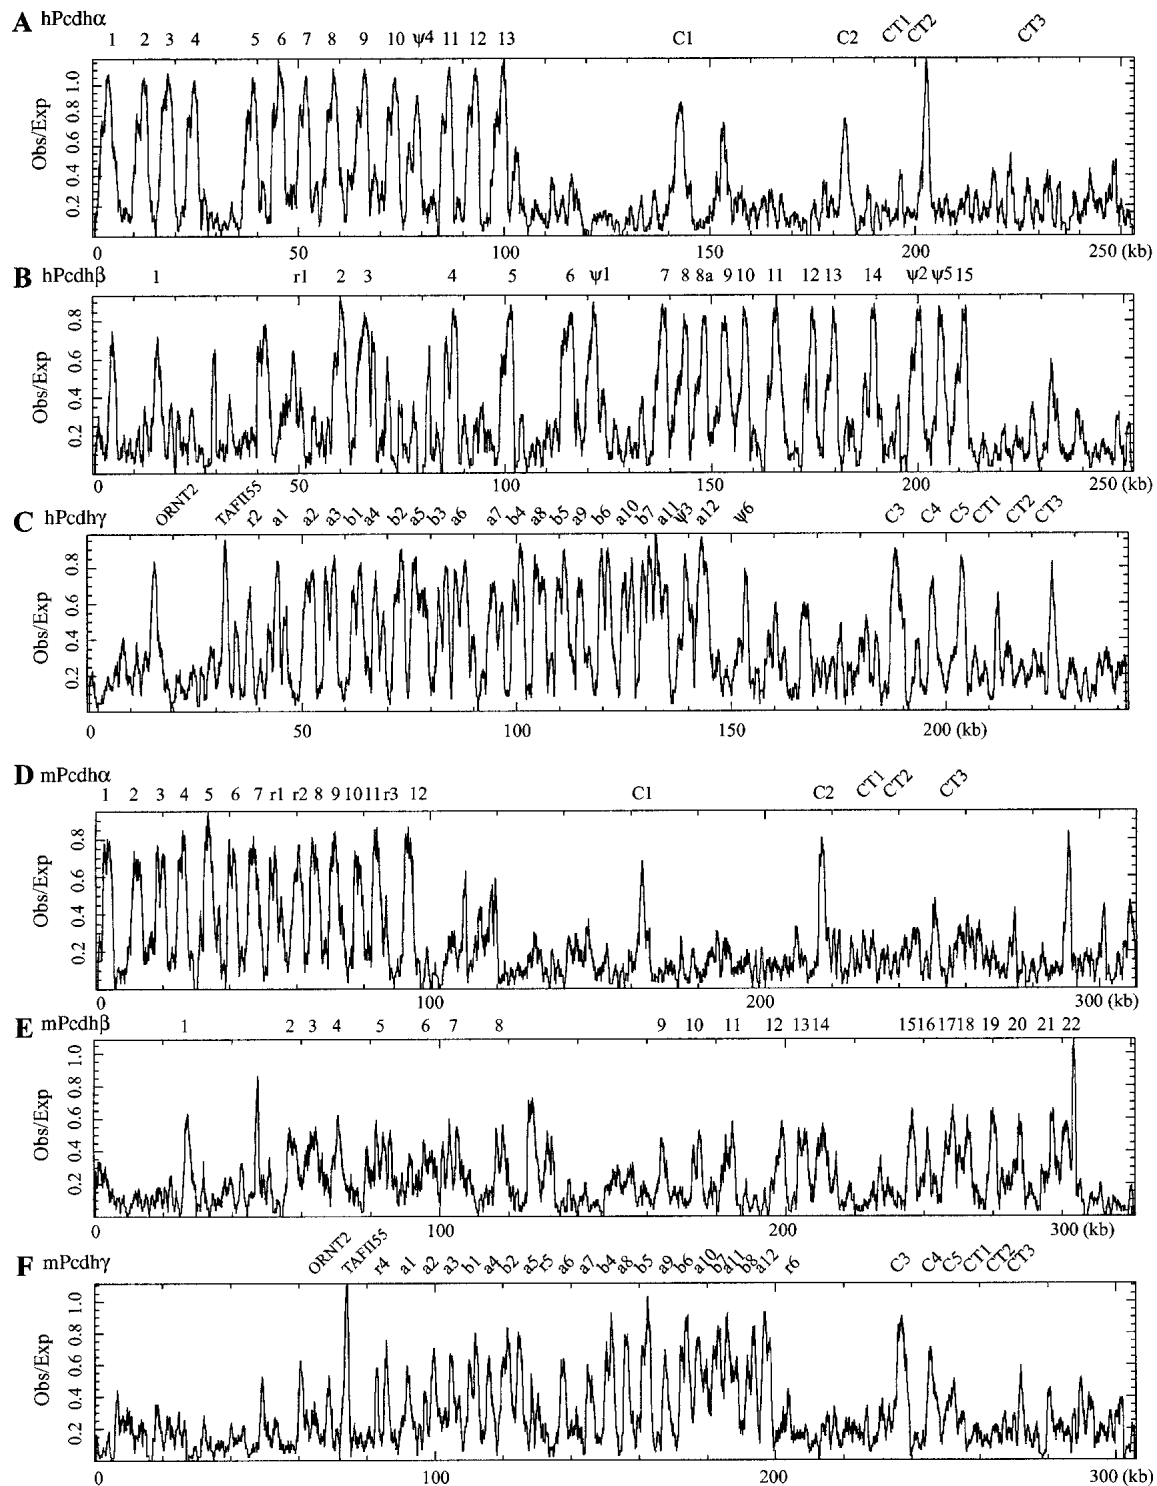 A hPcdhα
1 2 3 4 5 6 7 8 9 10 ψ4 11 12 13 C1 C2 CT1 CT2 CT3
Obs/Exp
1.0
0.8
0.6
0.4
0.2
0 50 100 150 200 250 (kb)
B hPcdhβ
1 r1 2 3 4 5 6 ψ1 7 8 8a 9 10 11 12 13 14 ψ2 ψ5 15
Obs/Exp
0.8
0.6
0.4
0.2
0 50 100 150 200 250 (kb)
C hPcdhγ
ORNT2 TAFII55 r2 a1 a2 a3 b1 a4 b2 a5 b3 a6 a7 b4 a8 b5 a9 b6 a10 b7 a11 ψ3 a12 ψ6 C3 C4 C5 CT1 CT2 CT3
Obs/Exp
0.8
0.6
0.4
0.2
0 50 100 150 200 (kb)
D mPcdhα
1 2 3 4 5 6 7 r1 r2 8 9 10 11 r3 12 C1 C2 CT1 CT2 CT3
Obs/Exp
0.8
0.6
0.4
0.2
0 100 200 300 (kb)
E mPcdhβ
1 2 3 4 5 6 7 8 9 10 11 12 13 14 15 16 17 18 19 20 21 22
Obs/Exp
1.0
0.8
0.6
0.4
0.2
0 100 200 300 (kb)
F mPcdhγ
ORNT2 TAFII55 r4 a1 a2 a3 b1 a4 b2 a5 r5 a6 a7 b4 a8 b5 a9 b6 a10 b7 a11 b8 a12 r6 C3 C4 C5 CT1 CT2 CT3
Obs/Exp
1.0
0.8
0.6
0.4
0.2
0 100 200 300 (kb)